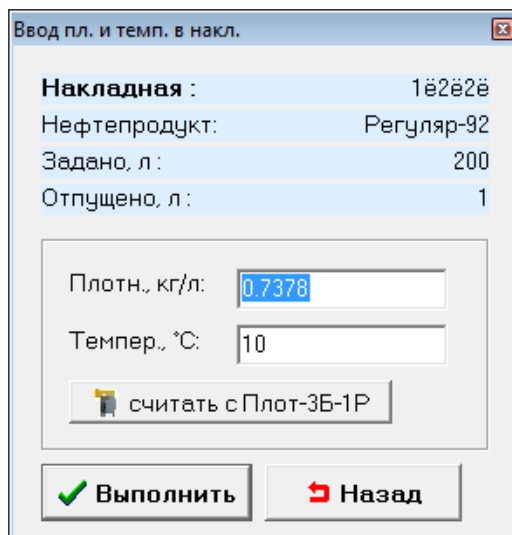 Ввод пл. и темп. в накл.
Накладная : 1ё2ё2ё
Нефтепродукт: Регуляр-92
Задано, л : 200
Отпущено, л : 1
Плотн., кг/л: 0.7378
Темпер., °С: 10
считать с Плот-3Б-1Р
Выполнить Назад